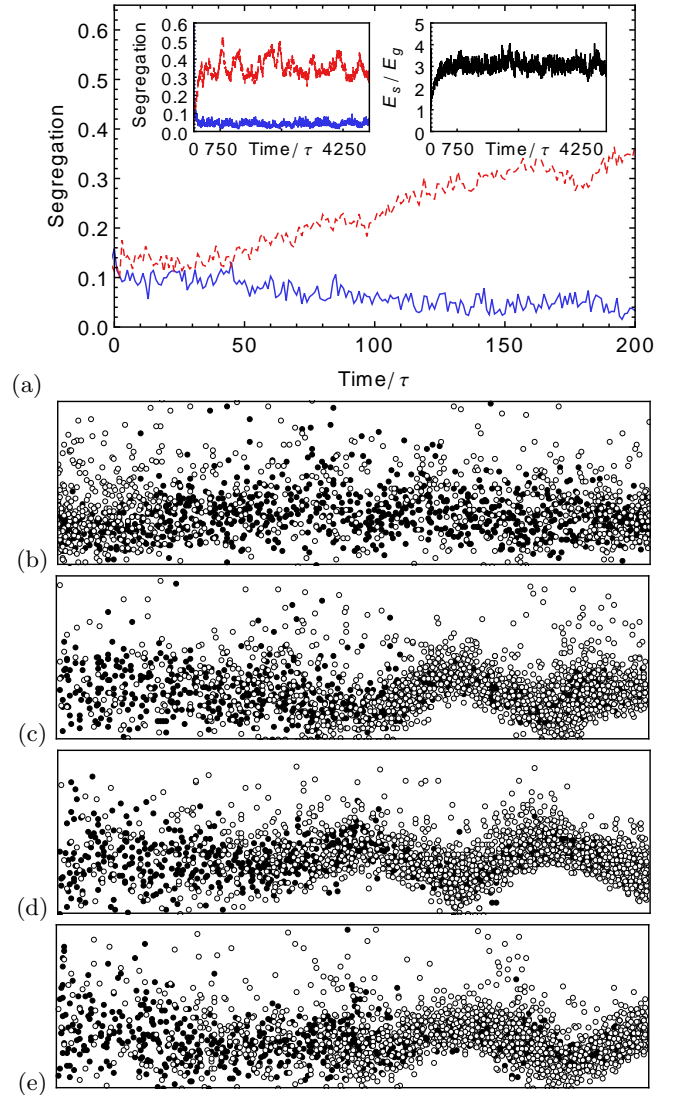 0.6
0.5
0.4
0.3
0.2
0.1
0.0
Segregation
0 50 100 150 200
Time/ τ
0.6
0.5
0.4
0.3
0.2
0.1
0.0
Segregation
0 750 Time/ τ 4250
5
4
3
2
1
0
E_s / E_g
0 750 Time/ τ 4250
(a)
(b)
(c)
(d)
(e)